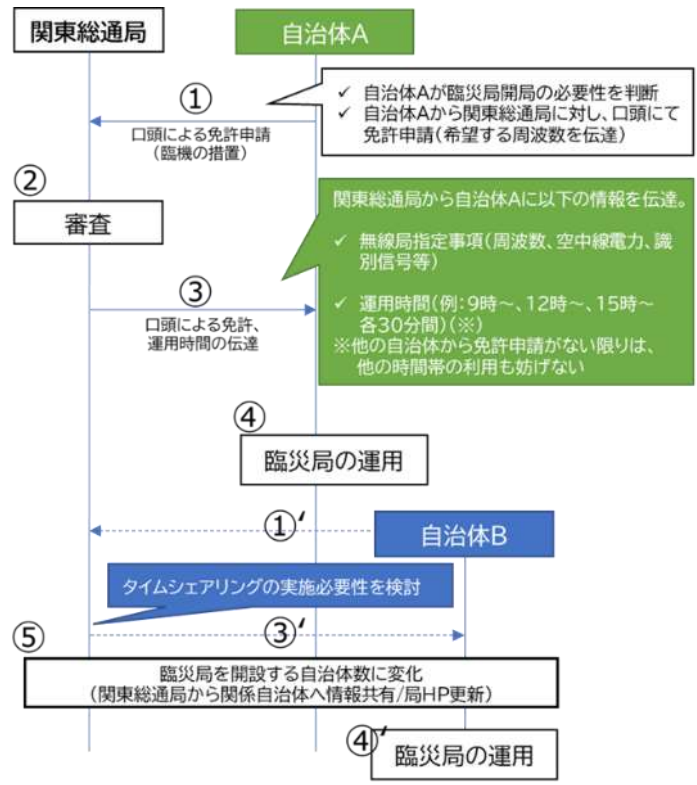 関東総通局
自治体A
①
口頭による免許申請
(臨機の措置)
✓ 自治体Aが臨災局開局の必要性を判断
✓ 自治体Aから関東総通局に対し、口頭にて
免許申請(希望する周波数を伝達)
②
審査
関東総通局から自治体Aに以下の情報を伝達。
✓ 無線局指定事項(周波数、空中線電力、識
別信号等)
✓ 運用時間(例:9時~、12時~、15時~
各30分間)(※)
※他の自治体から免許申請がない限りは、
他の時間帯の利用も妨げない
③
口頭による免許、
運用時間の伝達
④
臨災局の運用
①′
自治体B
タイムシェアリングの実施必要性を検討
③′
⑤
臨災局を開設する自治体数に変化
(関東総通局から関係自治体へ情報共有/局HP更新)
④′
臨災局の運用